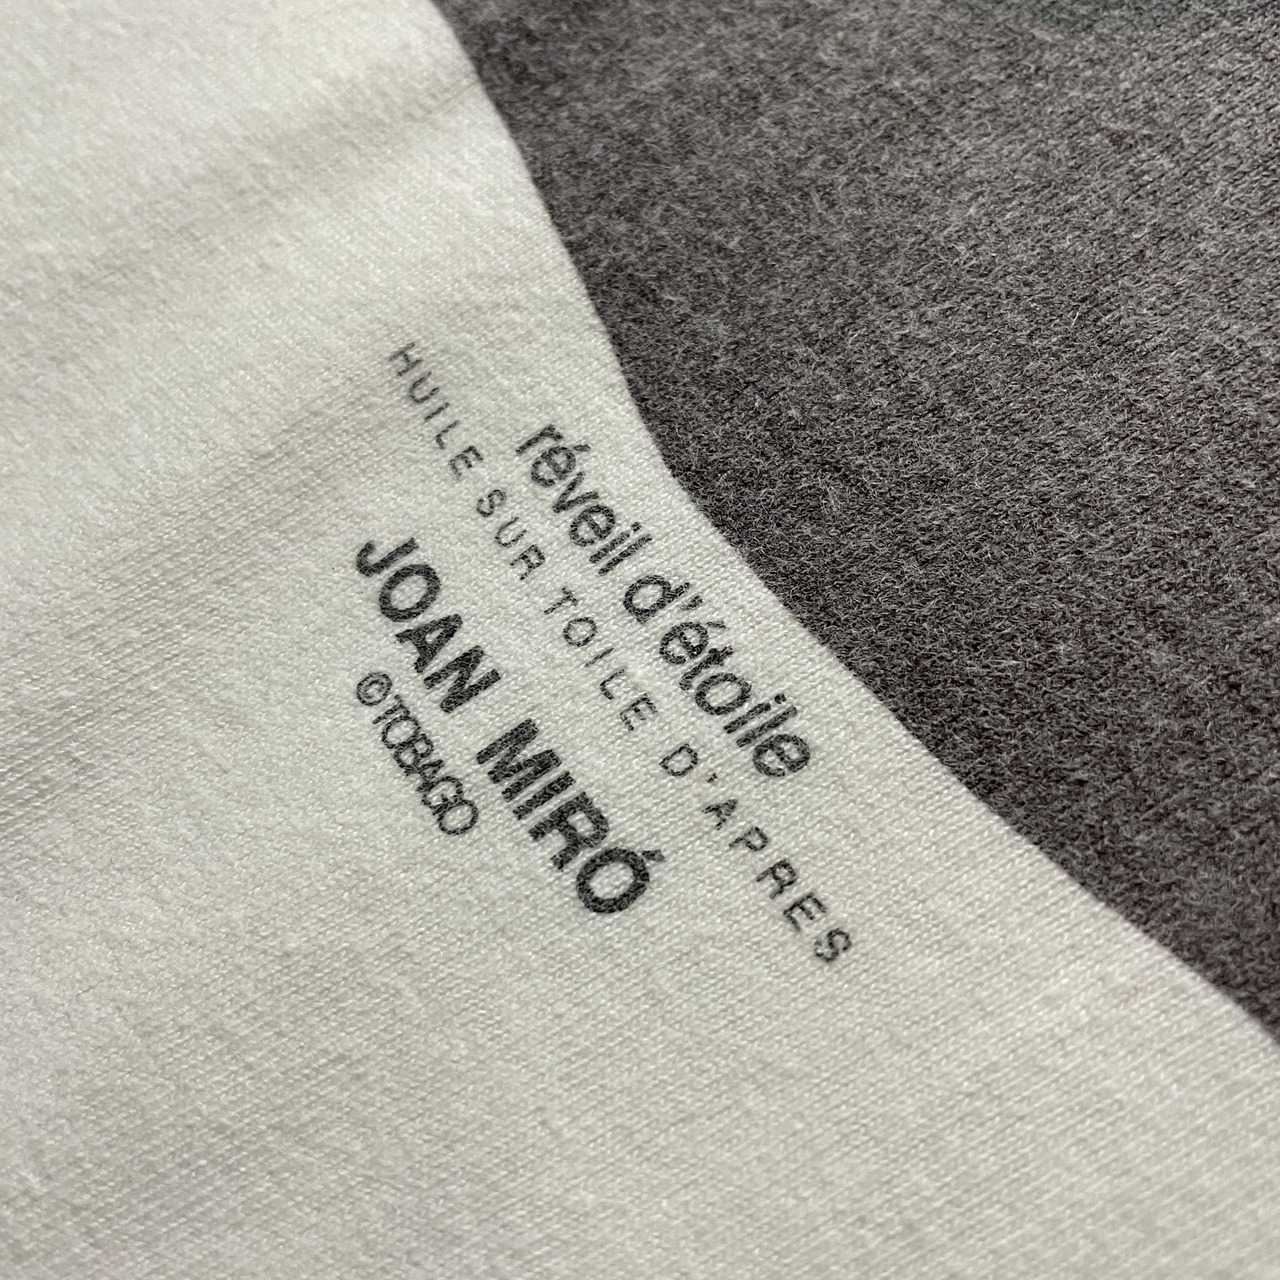 réveil d'étoile
HUILE SUR TOILE D'APRES
JOAN MIRÓ
©TOBAGO